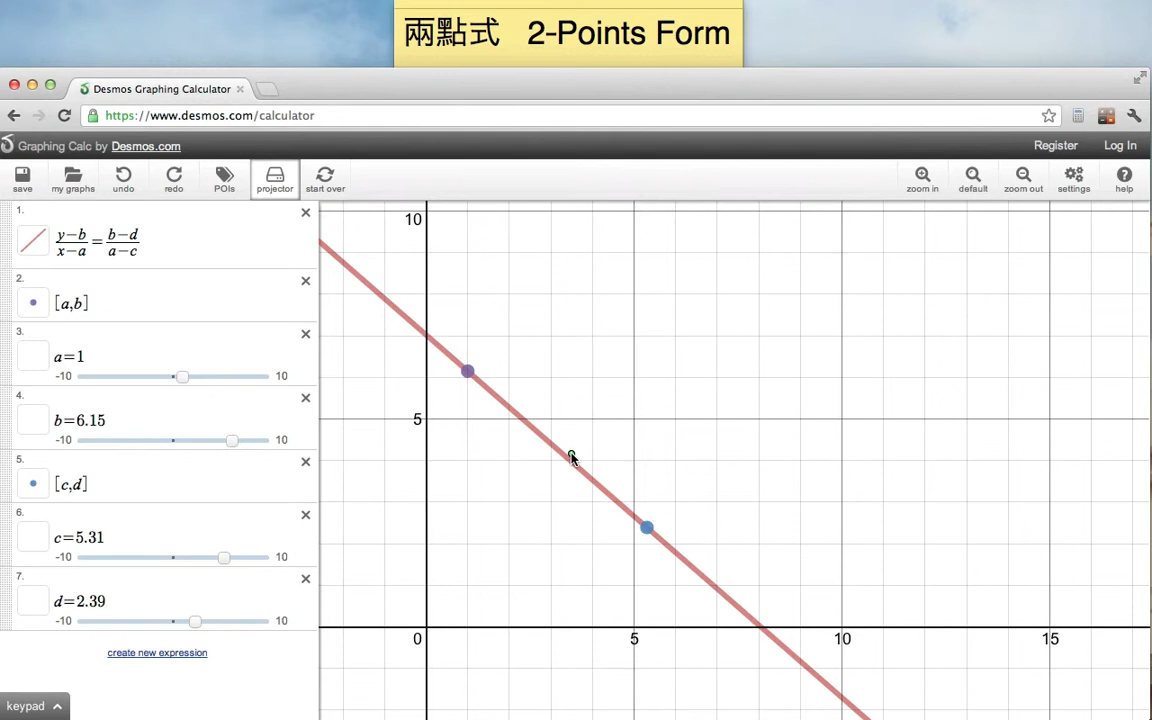 兩點式 2-Points Form
Desmos Graphing Calculator
https://www.desmos.com/calculator
Graphing Calc by Desmos.com
Register
Log In
save
my graphs
undo
redo
POIs
projector
start over
zoom in
default
zoom out
settings
help
1.
y−b
x−a
=
b−d
a−c
2.
[a,b]
3.
a=1
-10
10
4.
b=6.15
-10
10
5.
[c,d]
6.
c=5.31
-10
10
7.
d=2.39
-10
10
create new expression
keypad
10
5
0
5
10
15